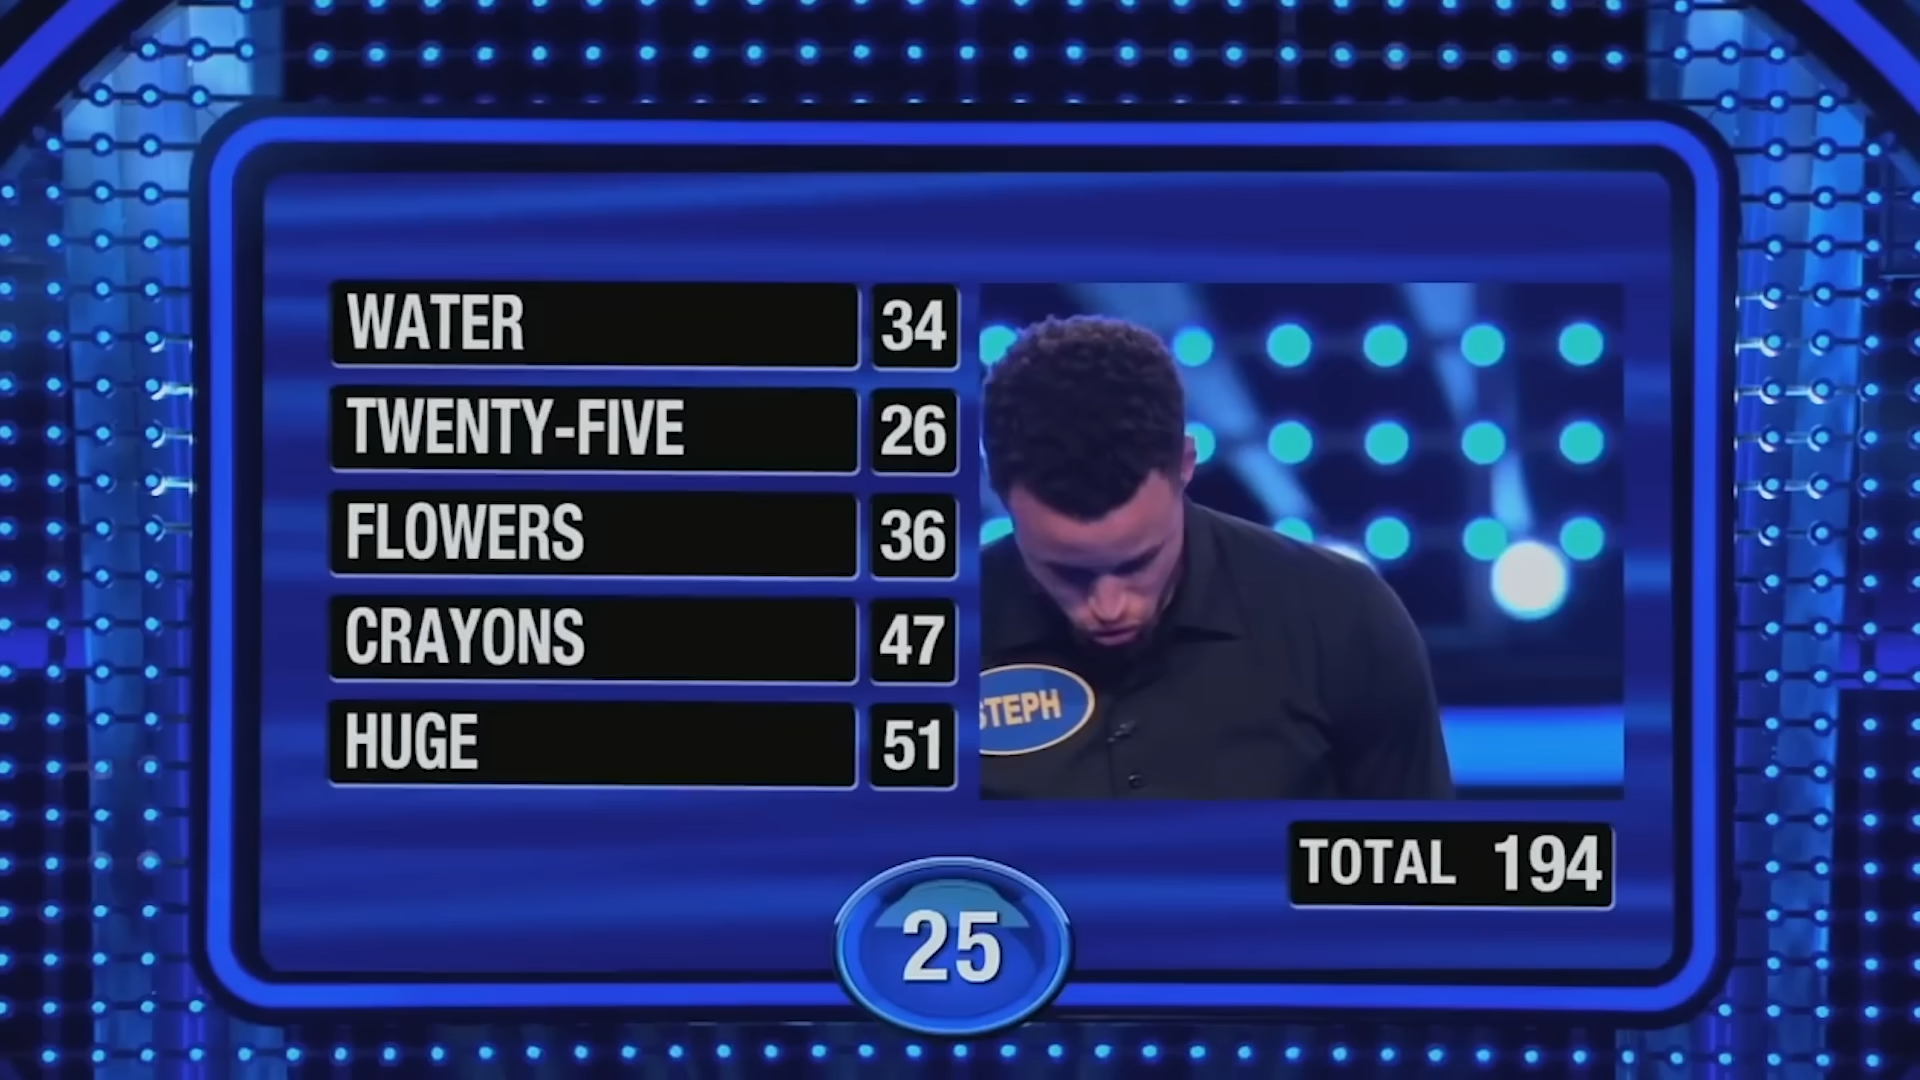 WATER 34
TWENTY-FIVE 26
FLOWERS 36
CRAYONS 47
HUGE 51
STEPH
TOTAL 194
25